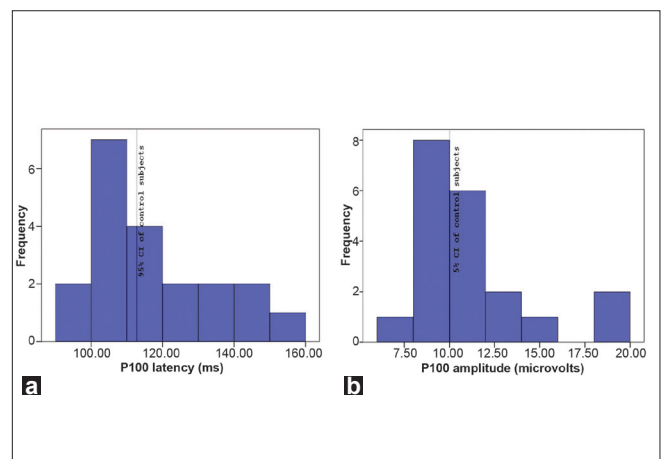 6
4
2
0
Frequency
95% CI of control subjects
100.00 120.00 140.00 160.00
P100 latency (ms)
a
8
6
4
2
0
Frequency
5% CI of control subjects
7.50 10.00 12.50 15.00 17.50 20.00
P100 amplitude (microvolts)
b